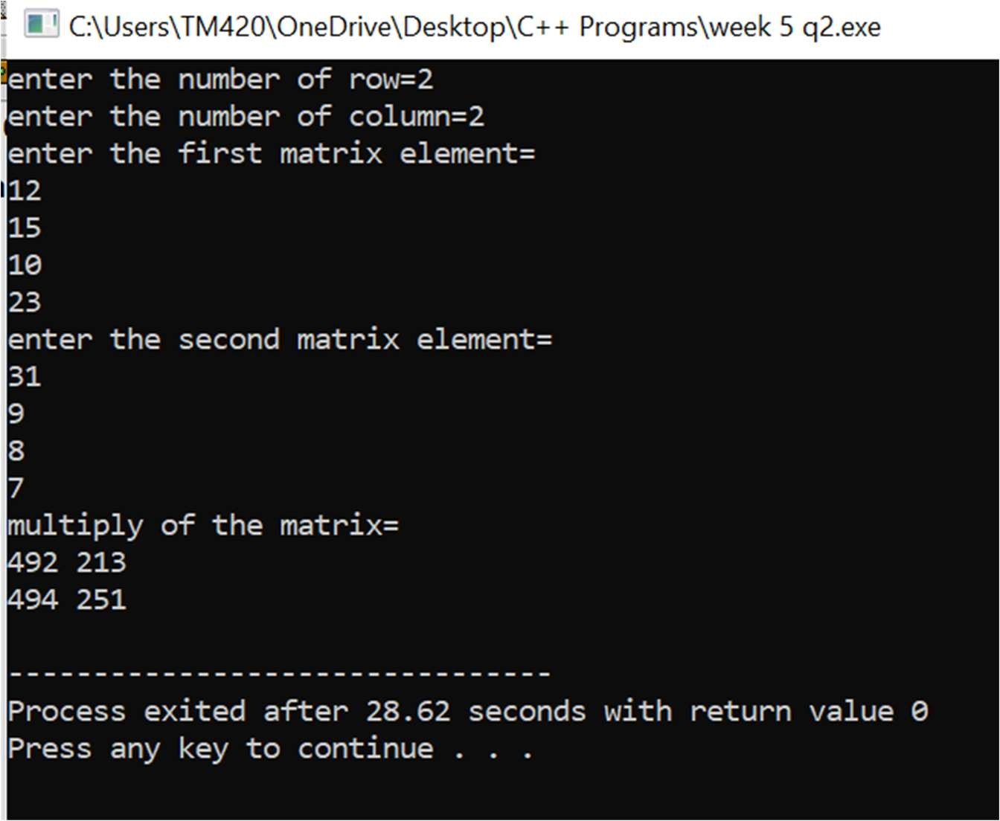 C:\Users\TM420\OneDrive\Desktop\C++ Programs\week 5 q2.exe
enter the number of row=2
enter the number of column=2
enter the first matrix element=
12
15
10
23
enter the second matrix element=
31
9
8
7
multiply of the matrix=
492 213
494 251
--------------------------------
Process exited after 28.62 seconds with return value 0
Press any key to continue . . .